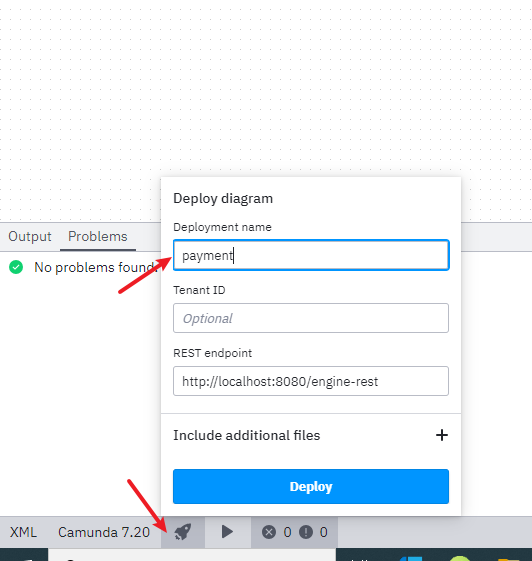 Deploy diagram
Deployment name
payment
Tenant ID
Optional
REST endpoint
http://localhost:8080/engine-rest
Include additional files
Deploy
Output Problems
No problems found.
XML Camunda 7.20 0 0